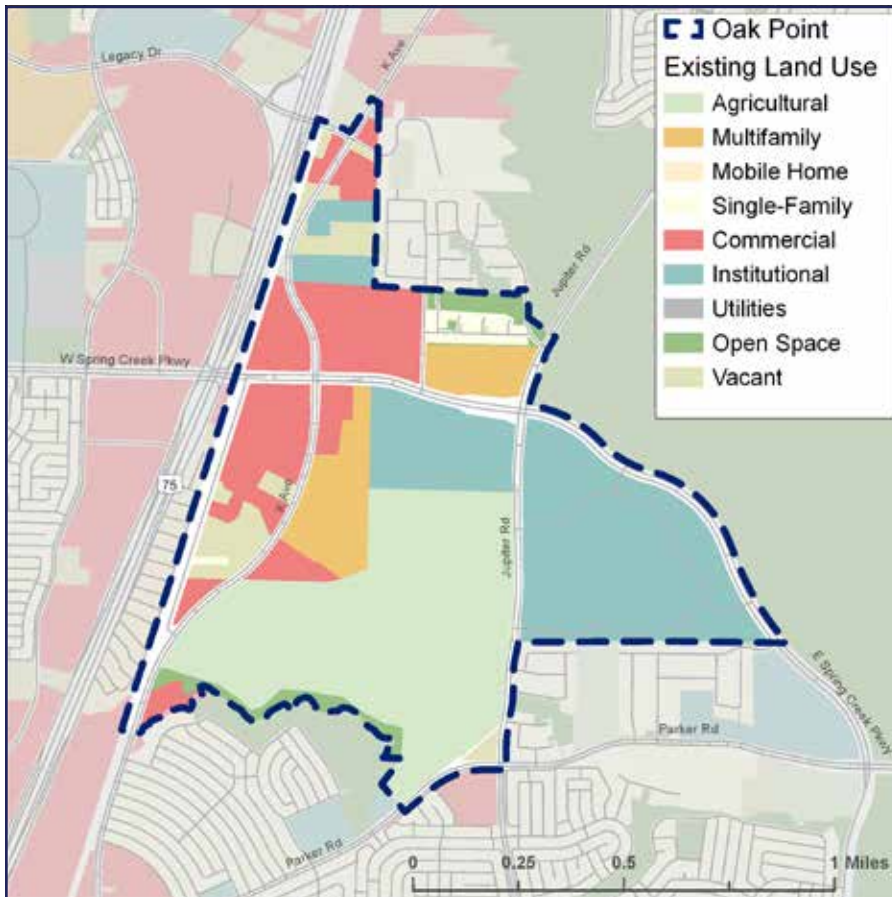 Oak Point
Existing Land Use
Agricultural
Multifamily
Mobile Home
Single-Family
Commercial
Institutional
Utilities
Open Space
Vacant
Legacy Dr
K Ave
Jupiter Rd
W Spring Creek Pkwy
75
K Ave
Jupiter Rd
E Spring Creek Pkwy
Parker Rd
Parker Rd
0 0.25 0.5 1 Miles